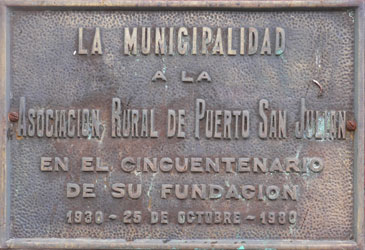 LA MUNICIPALIDAD
A LA
ASOCIACION RURAL DE PUERTO SAN JULIAN
EN EL CINCUENTENARIO
DE SU FUNDACION
1930 - 25 DE OCTUBRE - 1980